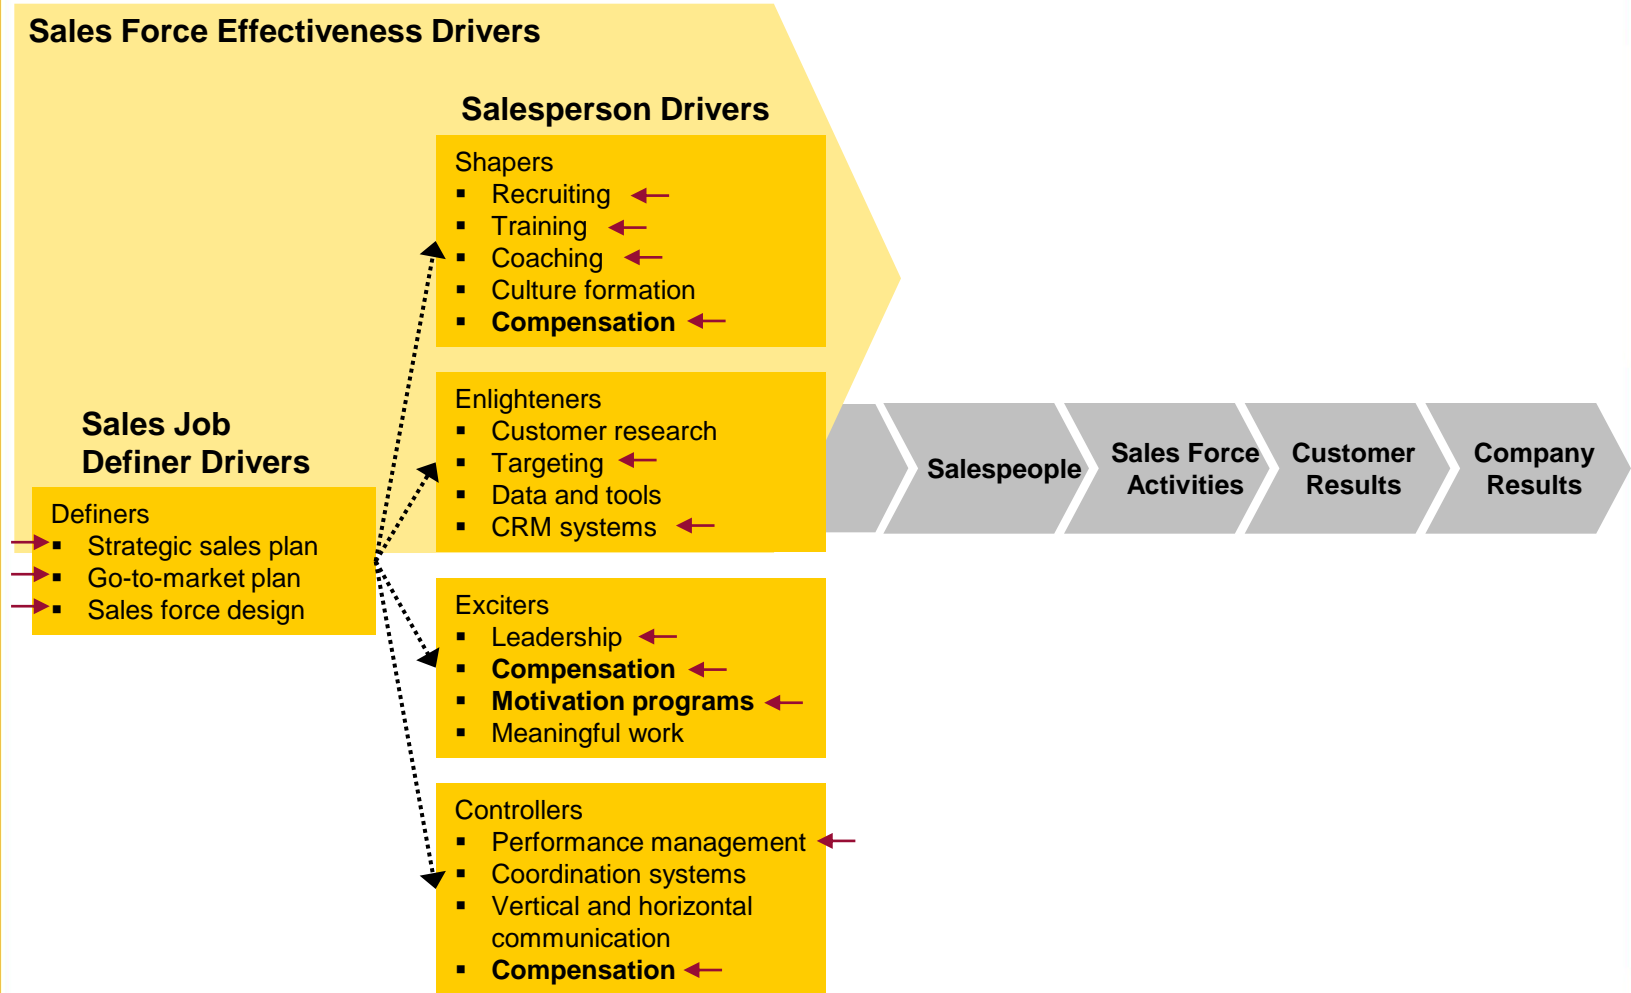 Sales Force Effectiveness Drivers
Salesperson Drivers
Shapers
▪ Recruiting
▪ Training
▪ Coaching
▪ Culture formation
▪ Compensation
Enlighteners
▪ Customer research
▪ Targeting
▪ Data and tools
▪ CRM systems
Sales Job
Definer Drivers
Definers
▪ Strategic sales plan
▪ Go-to-market plan
▪ Sales force design
Exciters
▪ Leadership
▪ Compensation
▪ Motivation programs
▪ Meaningful work
Controllers
▪ Performance management
▪ Coordination systems
▪ Vertical and horizontal
communication
▪ Compensation
Salespeople
Sales Force
Activities
Customer
Results
Company
Results